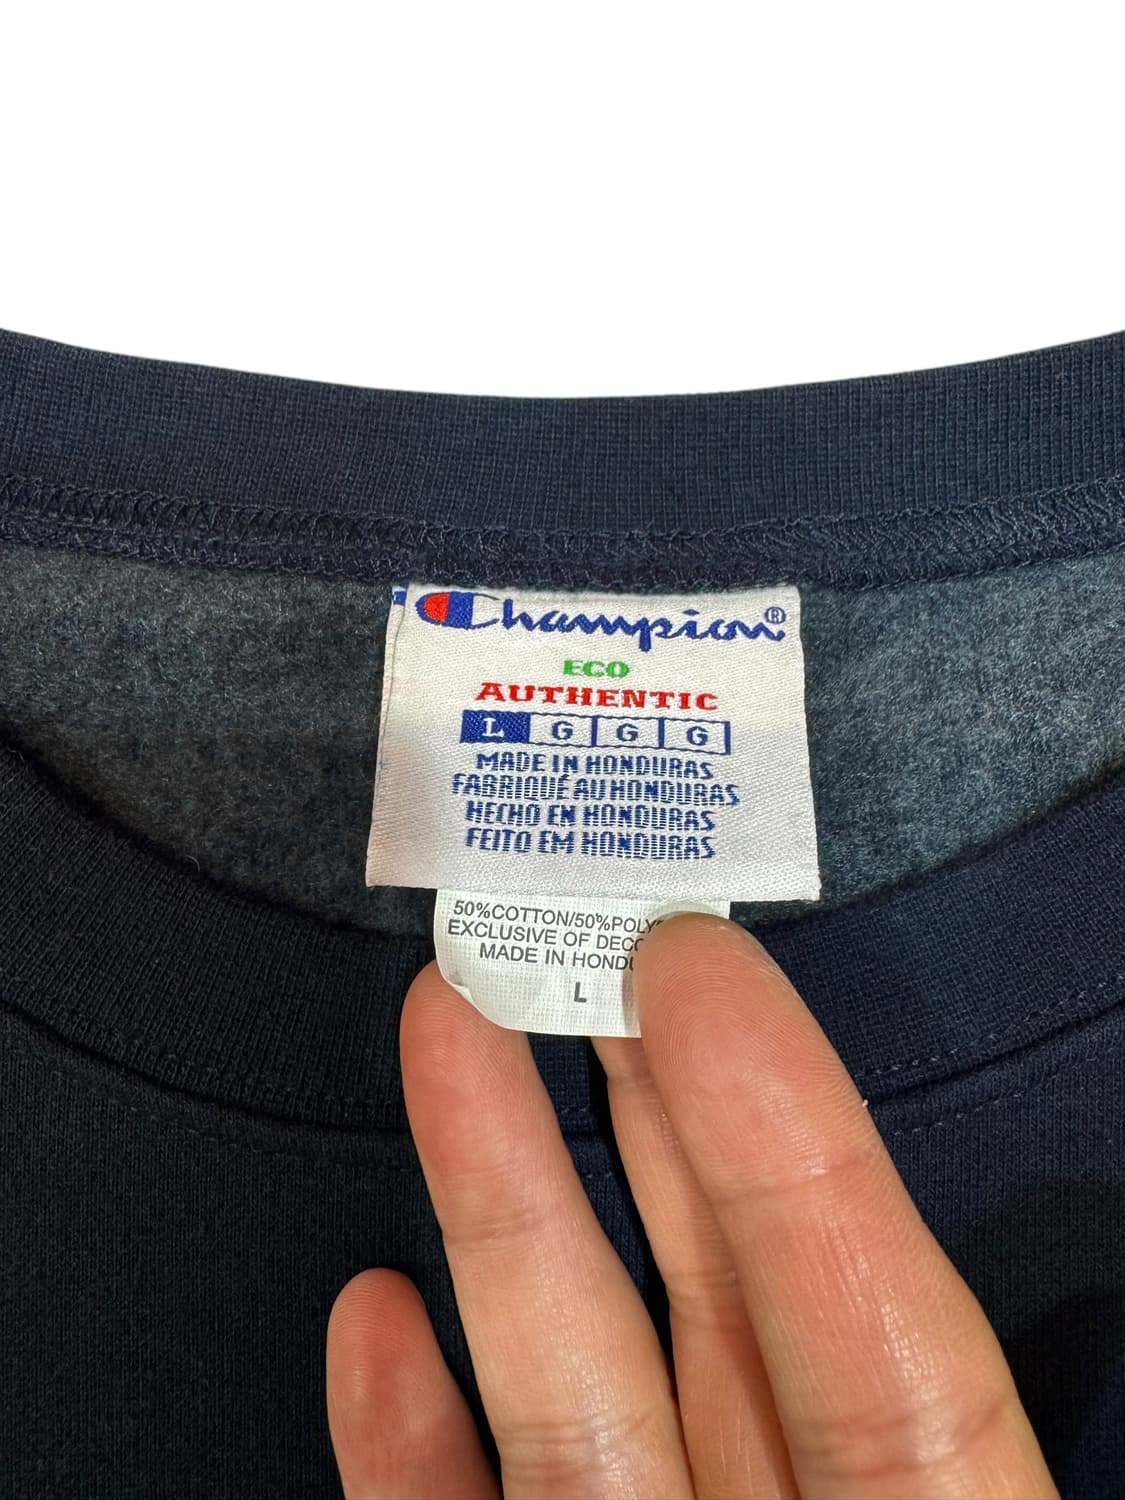 Champion®
ECO
AUTHENTIC
L G G G
MADE IN HONDURAS
FABRIQUÉ AU HONDURAS
HECHO EN HONDURAS
FEITO EM HONDURAS
50%COTTON/50%POLY
EXCLUSIVE OF DECO
MADE IN HONDU
L